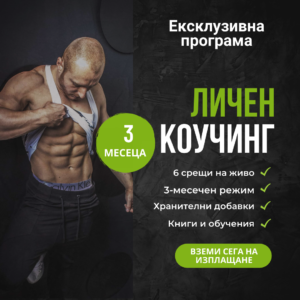 Ексклузивна
програма
ЛИЧЕН
КОУЧИНГ
3
МЕСЕЦА
6 срещи на живо
3-месечен режим
Хранителни добавки
Книги и обучения
ВЗЕМИ СЕГА НА
ИЗПЛАЩАНЕ